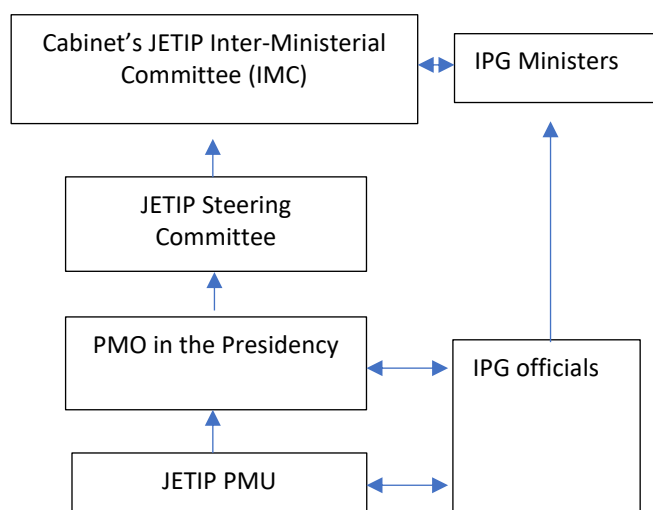 Cabinet’s JETIP Inter-Ministerial
Committee (IMC)
IPG Ministers
JETIP Steering
Committee
PMO in the Presidency
IPG officials
JETIP PMU